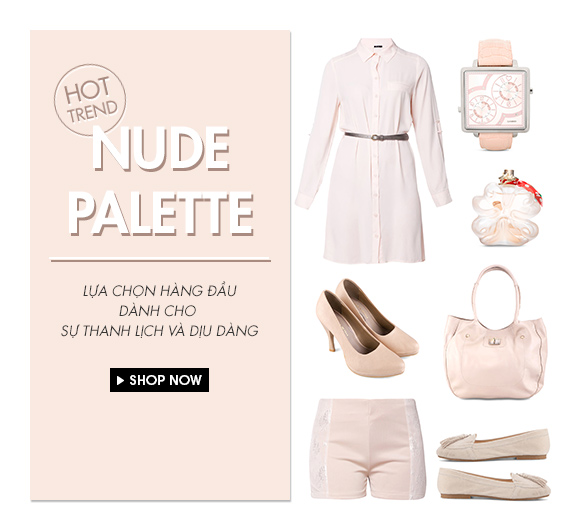 HOT
TREND
NUDE
PALETTE
LỰA CHỌN HÀNG ĐẦU
DÀNH CHO
SỰ THANH LỊCH VÀ DỊU DÀNG
SHOP NOW